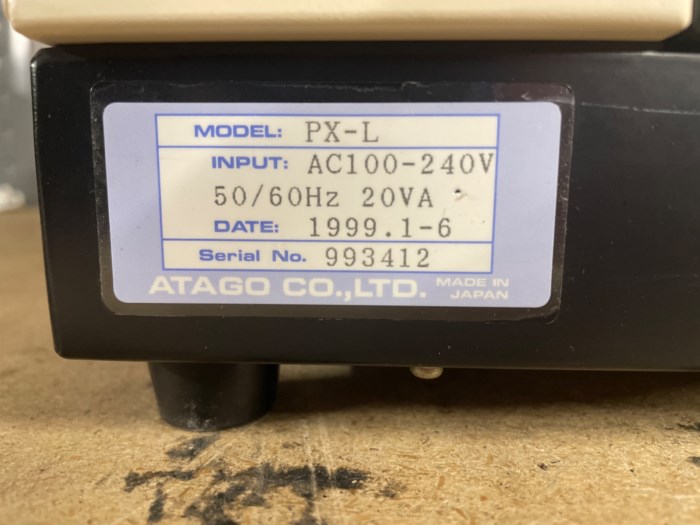 MODEL: PX-L
INPUT: AC100-240V
50/60Hz 20VA
DATE: 1999.1-6
Serial No. 993412
ATAGO CO.,LTD. MADE IN
JAPAN